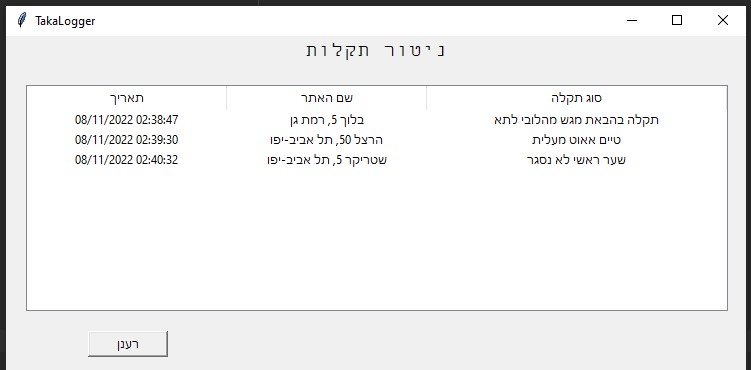 TakaLogger
ניטור תקלות
סוג תקלה שם האתר תאריך
תקלה בהבאת מגש מהלובי לתא בלוך 5, רמת גן 08/11/2022 02:38:47
טיים אאוט מעלית הרצל 50, תל אביב-יפו 08/11/2022 02:39:30
שער ראשי לא נסגר שטריקר 5, תל אביב-יפו 08/11/2022 02:40:32
רענן